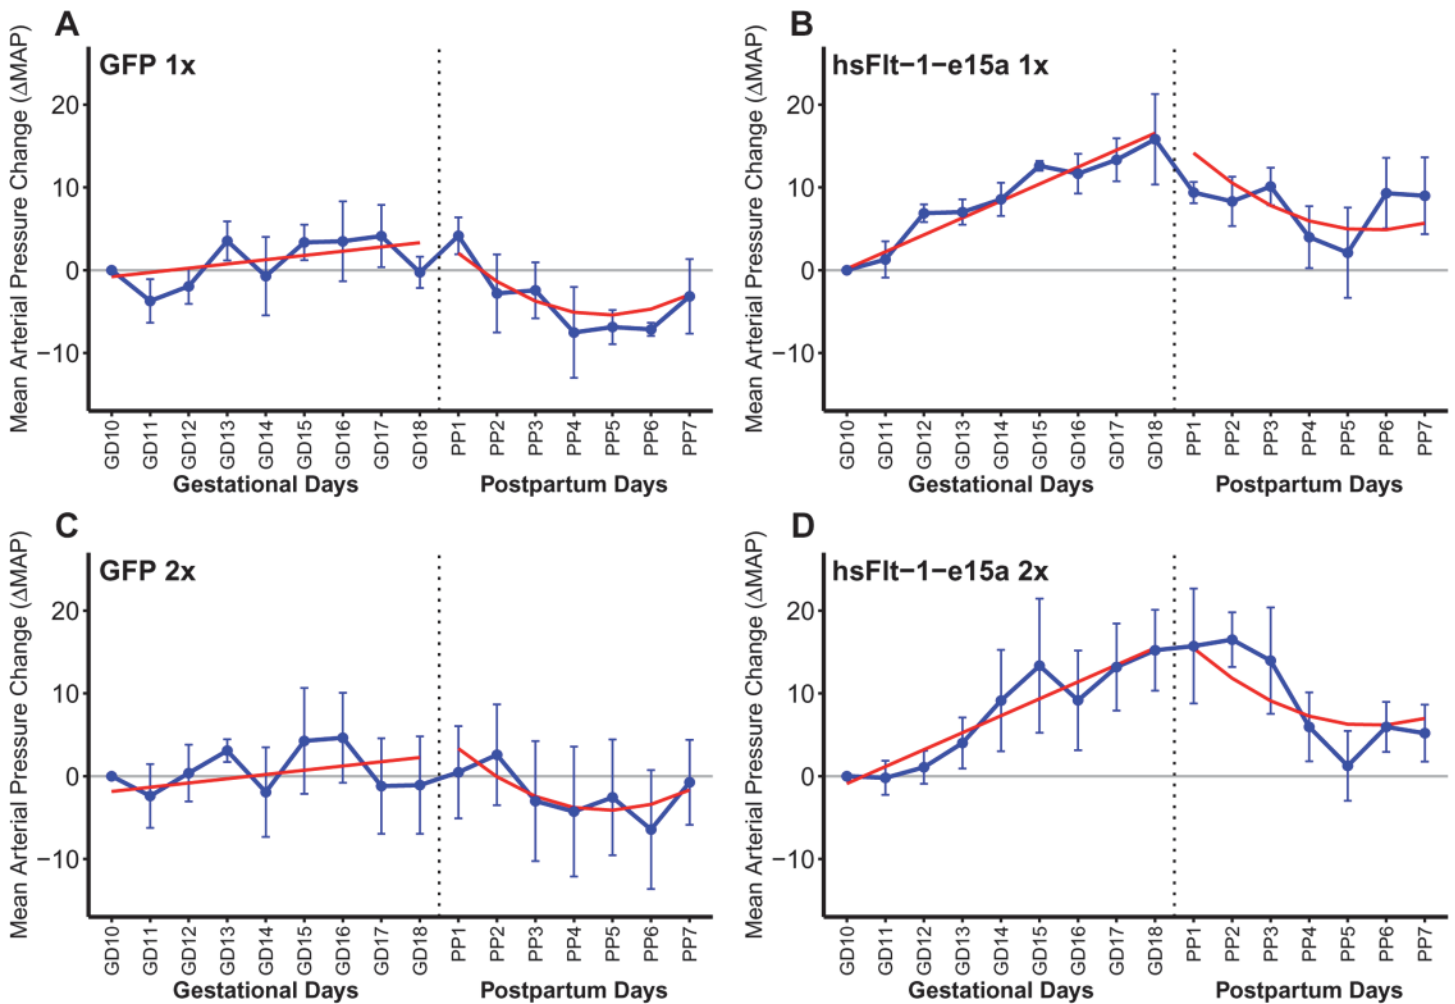 A
Mean Arterial Pressure Change (ΔMAP)
GFP 1x
20
10
0
−10
GD10 GD11 GD12 GD13 GD14 GD15 GD16 GD17 GD18 PP1 PP2 PP3 PP4 PP5 PP6 PP7
Gestational Days Postpartum Days
B
Mean Arterial Pressure Change (ΔMAP)
hsFlt−1−e15a 1x
20
10
0
−10
GD10 GD11 GD12 GD13 GD14 GD15 GD16 GD17 GD18 PP1 PP2 PP3 PP4 PP5 PP6 PP7
Gestational Days Postpartum Days
C
Mean Arterial Pressure Change (ΔMAP)
GFP 2x
20
10
0
−10
GD10 GD11 GD12 GD13 GD14 GD15 GD16 GD17 GD18 PP1 PP2 PP3 PP4 PP5 PP6 PP7
Gestational Days Postpartum Days
D
Mean Arterial Pressure Change (ΔMAP)
hsFlt−1−e15a 2x
20
10
0
−10
GD10 GD11 GD12 GD13 GD14 GD15 GD16 GD17 GD18 PP1 PP2 PP3 PP4 PP5 PP6 PP7
Gestational Days Postpartum Days